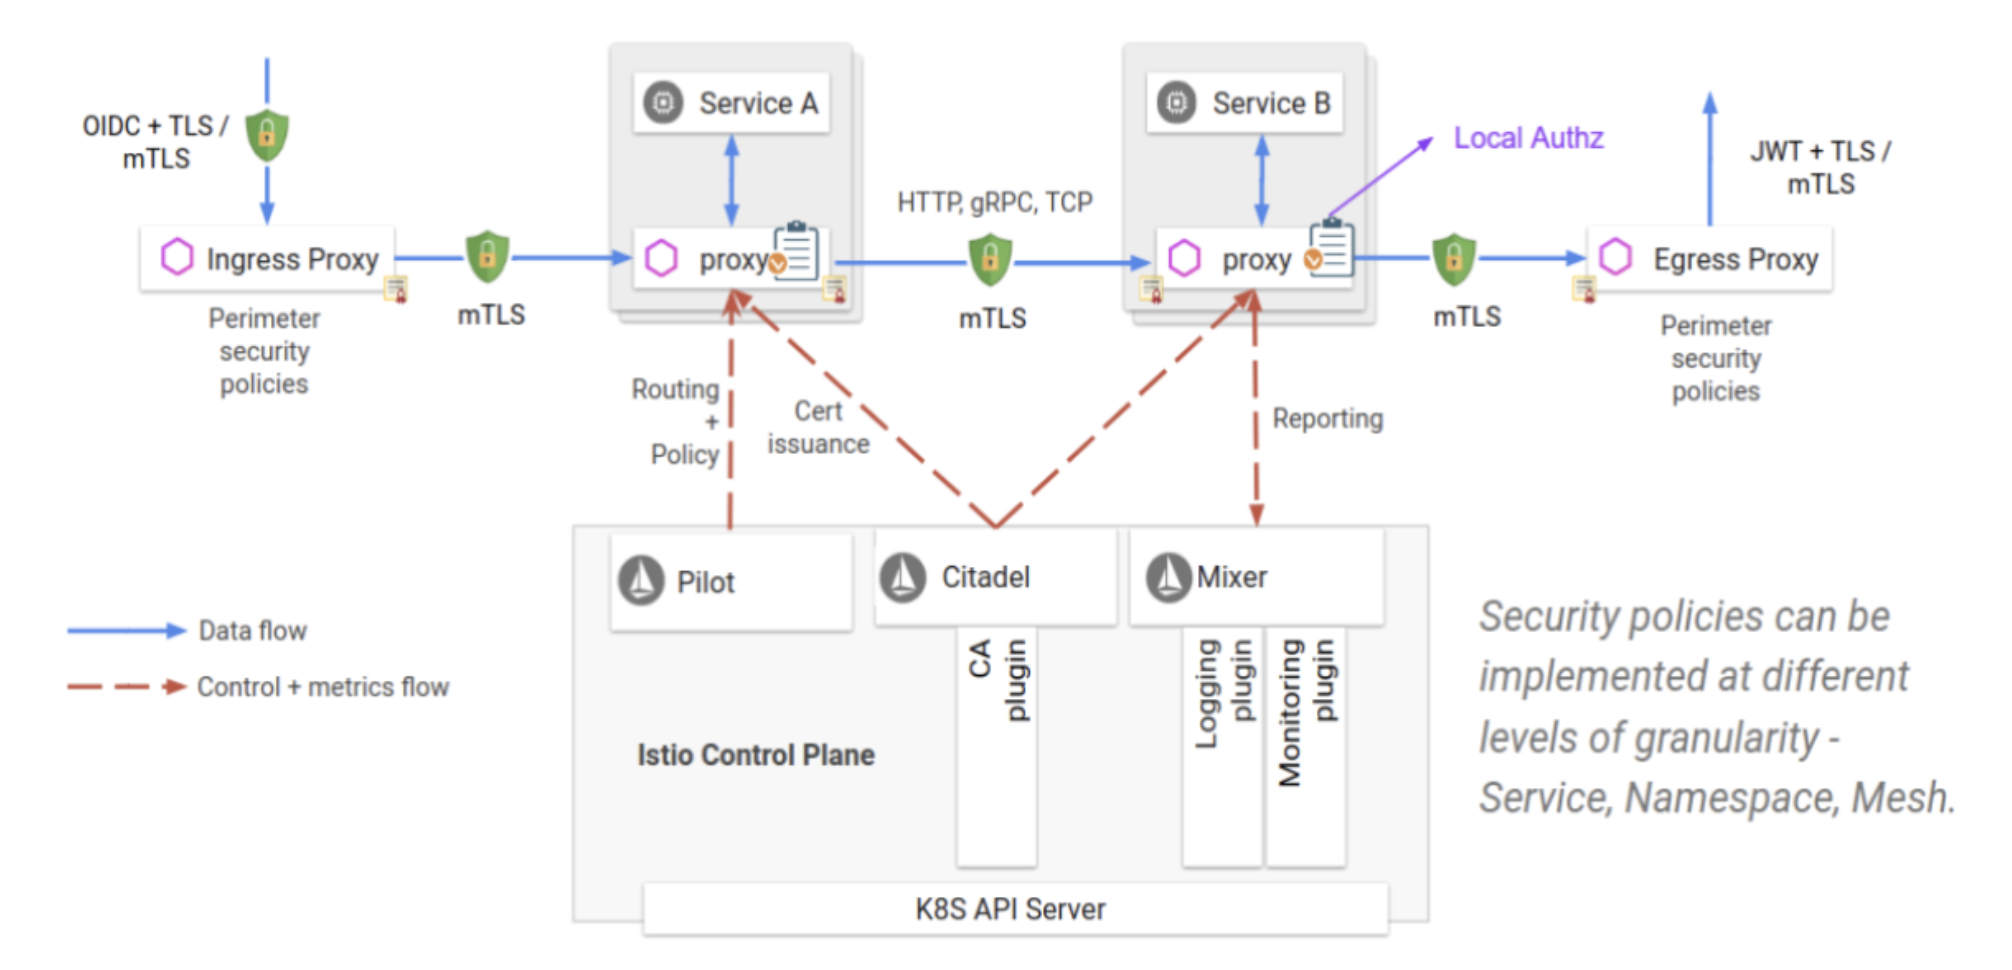 OIDC + TLS /
mTLS
Service A
Service B
Local Authz
JWT + TLS /
mTLS
HTTP, gRPC, TCP
Ingress Proxy
proxy
proxy
Egress Proxy
mTLS
mTLS
mTLS
Perimeter
security
policies
Perimeter
security
policies
Routing
+
Policy
Cert
issuance
Reporting
Pilot
Citadel
Mixer
CA
plugin
Logging
plugin
Monitoring
plugin
Data flow
Control + metrics flow
Istio Control Plane
K8S API Server
Security policies can be
implemented at different
levels of granularity -
Service, Namespace, Mesh.